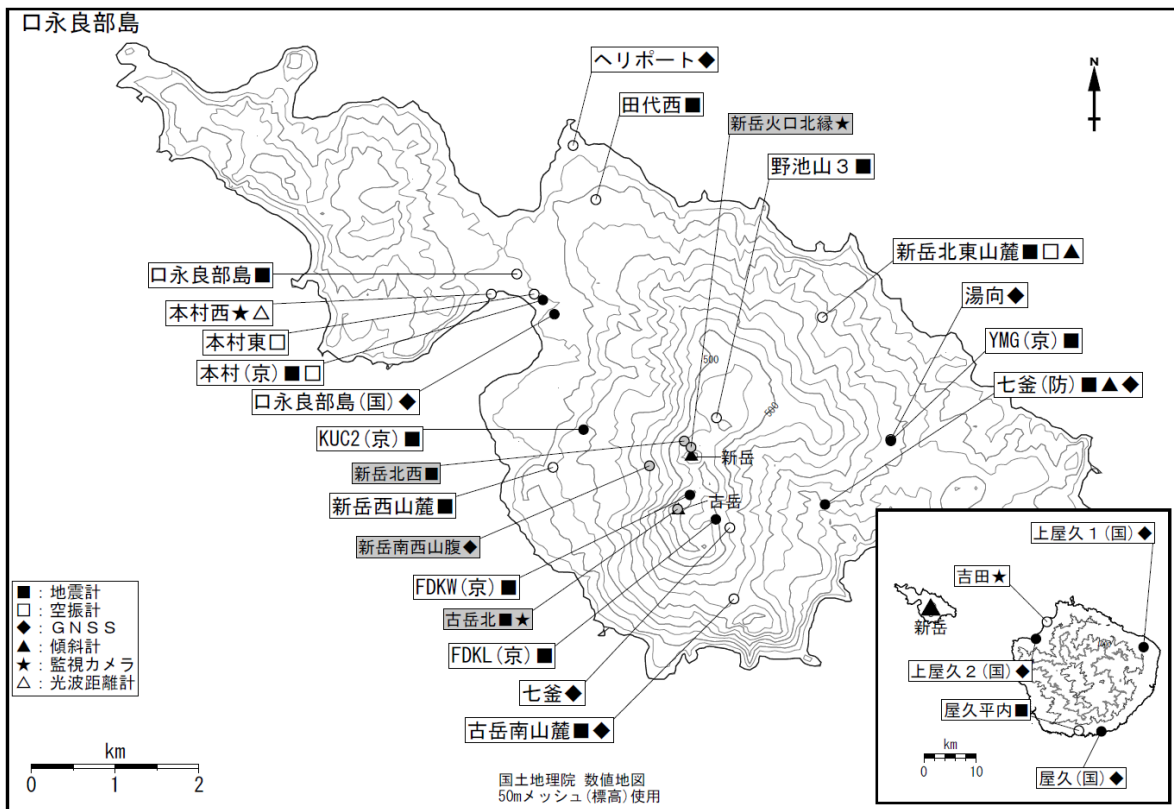 口永良部島
N
ヘリポート◆
田代西■
新岳火口北縁★
野池山３■
新岳北東山麓■□▲
湯向◆
YMG(京)■
七釜(防)■▲◆
口永良部島■
本村西★△
本村東□
本村(京)■□
口永良部島(国)◆
KUC2(京)■
新岳北西■
新岳西山麓■
新岳南西山腹◆
FDKW(京)■
古岳北■★
FDKL(京)■
七釜◆
古岳南山麓■◆
500
500
新岳
古岳
■：地震計
□：空振計
◆：ＧＮＳＳ
▲：傾斜計
★：監視カメラ
△：光波距離計
km
0 1 2
国土地理院 数値地図
50mメッシュ(標高)使用
上屋久１(国)◆
吉田★
新岳
上屋久２(国)◆
屋久平内■
屋久(国)◆
km
0 10